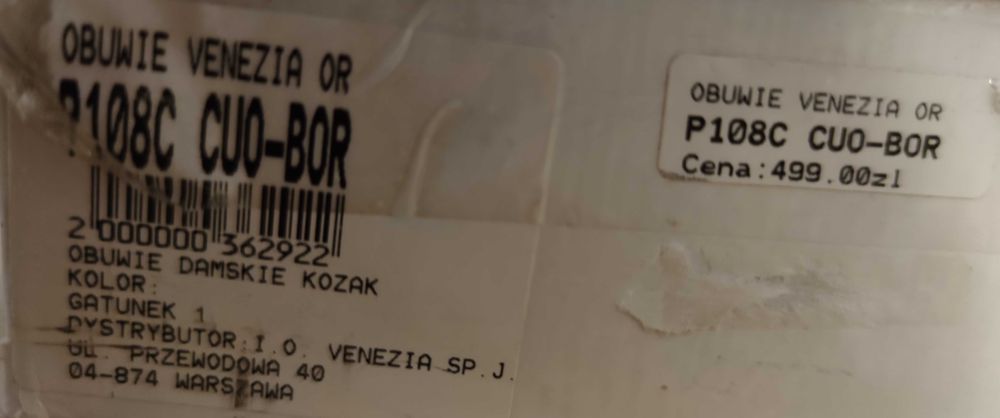 OBUWIE VENEZIA OR
P108C CUO-BOR
2 000000 362922
OBUWIE DAMSKIE KOZAK
KOLOR:
GATUNEK 1
DYSTRYBUTOR:I.O. VENEZIA SP.J.
UL. PRZEWODOWA 40
04-874 WARSZAWA
OBUWIE VENEZIA OR
P108C CUO-BOR
Cena:499.00zl